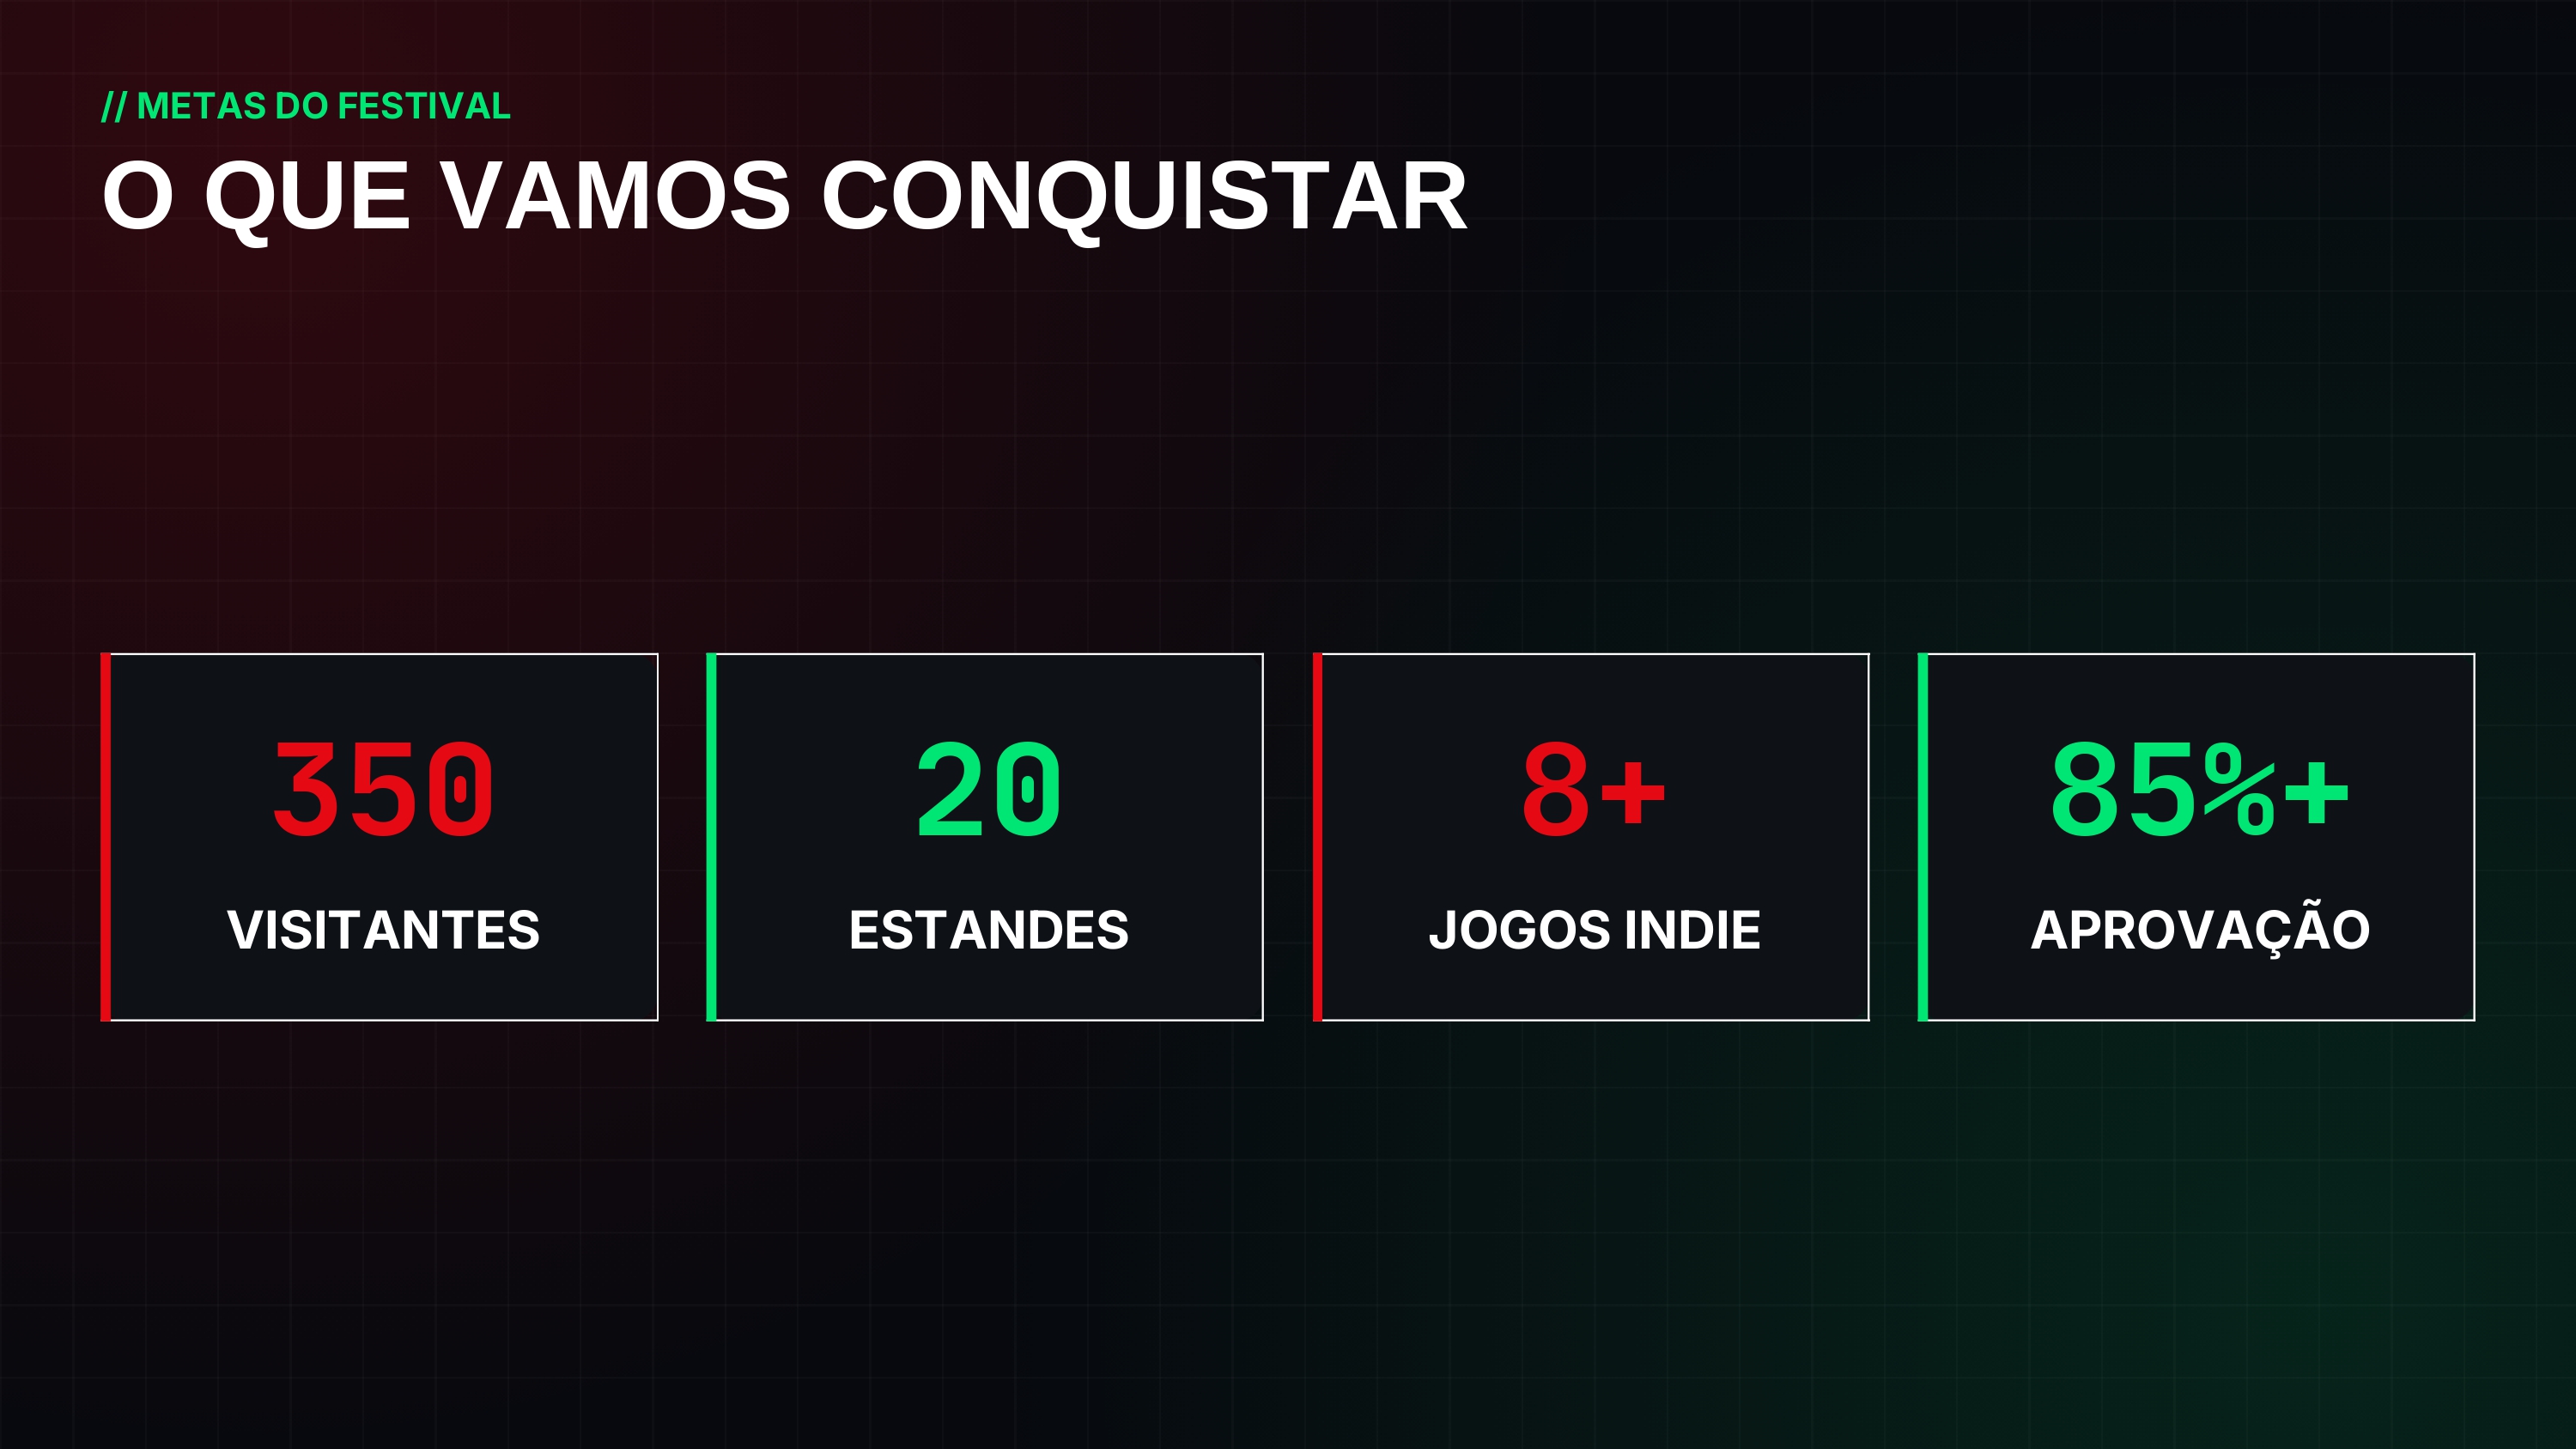 // METAS DO FESTIVAL
O QUE VAMOS CONQUISTAR
350
VISITANTES
20
ESTANDES
8+
JOGOS INDIE
85%+
APROVAÇÃO